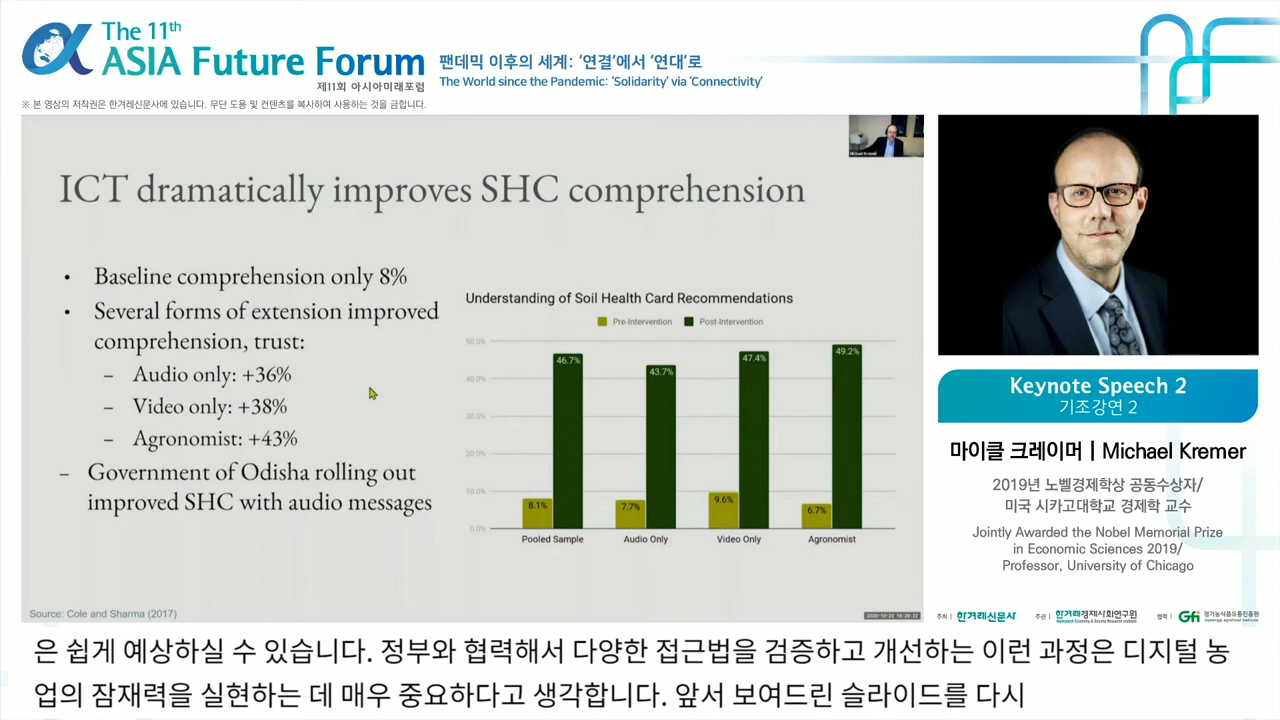 The 11th
ASIA Future Forum
제11회 아시아미래포럼
팬데믹 이후의 세계: ‘연결’에서 ‘연대’로
The World since the Pandemic: ‘Solidarity’ via ‘Connectivity’
※ 본 영상의 저작권은 한겨레신문사에 있습니다. 무단 도용 및 컨텐츠를 복사하여 사용하는 것을 금합니다.
Michael Kremer
ICT dramatically improves SHC comprehension
• Baseline comprehension only 8%
• Several forms of extension improved
comprehension, trust:
– Audio only: +36%
– Video only: +38%
– Agronomist: +43%
– Government of Odisha rolling out
improved SHC with audio messages
Understanding of Soil Health Card Recommendations
Pre-Intervention Post-Intervention
50.0%
40.0%
30.0%
20.0%
10.0%
0.0%
46.7% 43.7% 47.4% 49.2%
8.1% 7.7% 9.6% 6.7%
Pooled Sample Audio Only Video Only Agronomist
Source: Cole and Sharma (2017)
Keynote Speech 2
기조강연 2
마이클 크레이머 | Michael Kremer
2019년 노벨경제학상 공동수상자/
미국 시카고대학교 경제학 교수
Jointly Awarded the Nobel Memorial Prize
in Economic Sciences 2019/
Professor, University of Chicago
주최 | 한겨레신문사 주관 | 한겨레경제사회연구원 협력 | Gfi 경기농식품유통진흥원
은 쉽게 예상하실 수 있습니다. 정부와 협력해서 다양한 접근법을 검증하고 개선하는 이런 과정은 디지털 농
업의 잠재력을 실현하는 데 매우 중요하다고 생각합니다. 앞서 보여드린 슬라이드를 다시